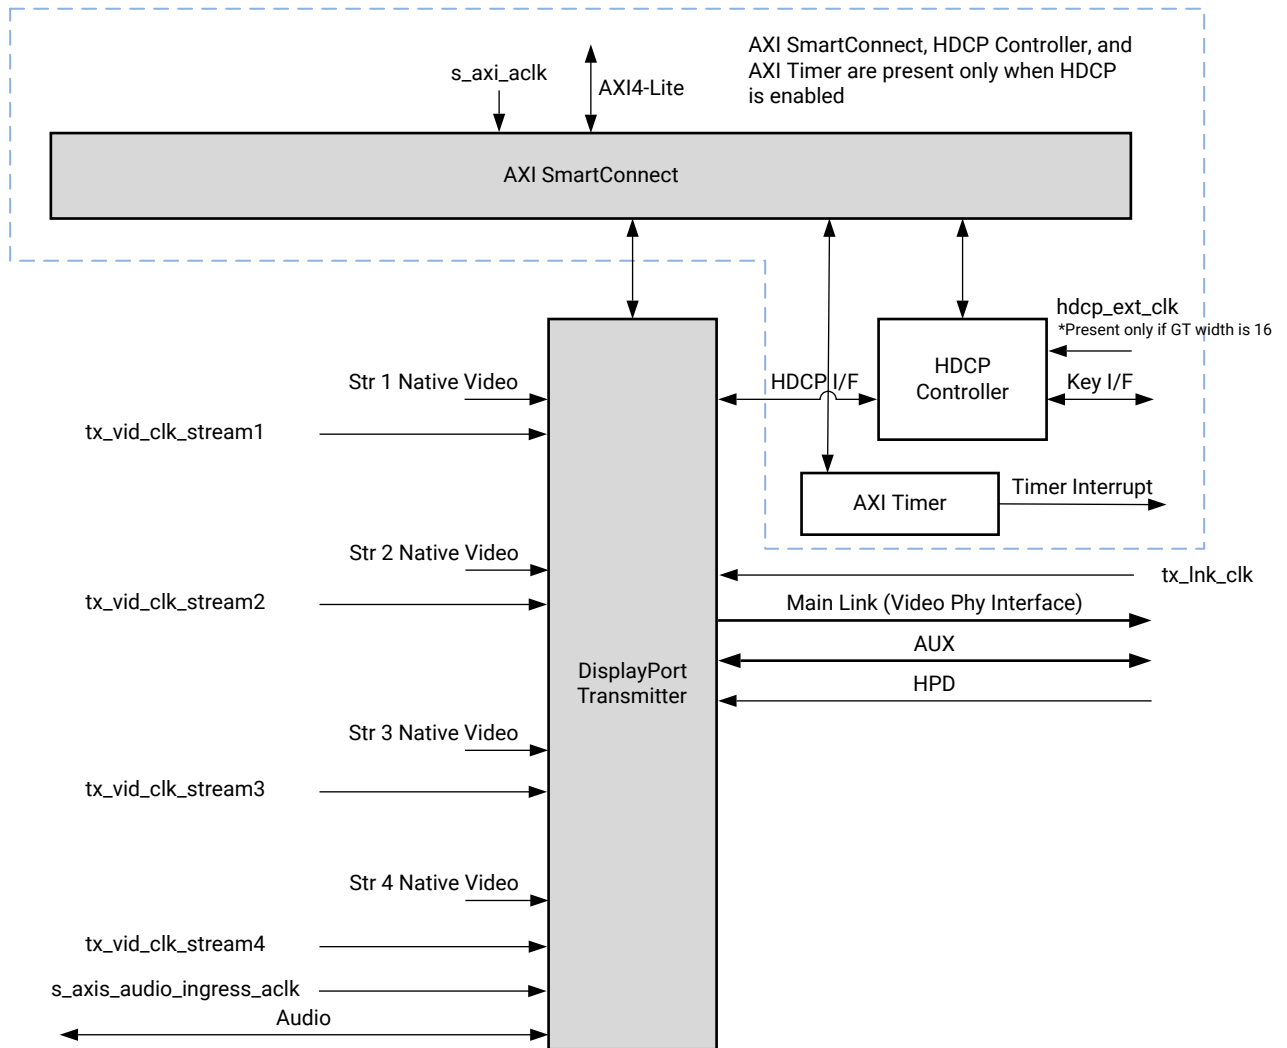 AXI SmartConnect, HDCP Controller, and
AXI Timer are present only when HDCP
is enabled
s_axi_aclk
AXI4-Lite
AXI SmartConnect
hdcp_ext_clk
*Present only if GT width is 16
HDCP
Controller
HDCP I/F
Key I/F
Str 1 Native Video
tx_vid_clk_stream1
AXI Timer
Timer Interrupt
Str 2 Native Video
tx_lnk_clk
tx_vid_clk_stream2
Main Link (Video Phy Interface)
AUX
DisplayPort
Transmitter
HPD
Str 3 Native Video
tx_vid_clk_stream3
Str 4 Native Video
tx_vid_clk_stream4
s_axis_audio_ingress_aclk
Audio